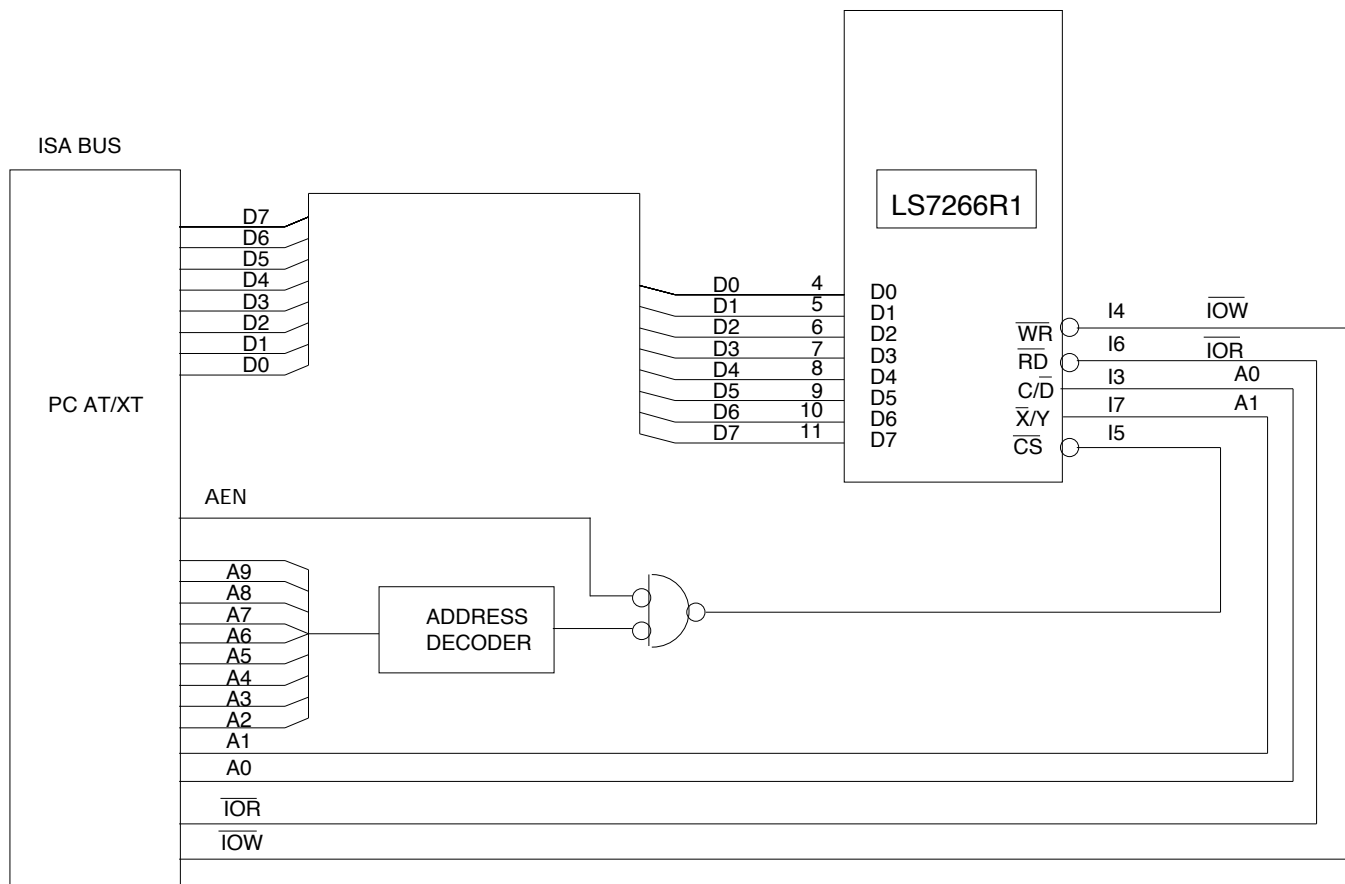 ISA BUS
PC AT/XT
D7
D6
D5
D4
D3
D2
D1
D0
AEN
A9
A8
A7
A6
A5
A4
A3
A2
A1
A0
IOR
IOW
ADDRESS
DECODER
D0 4
D1 5
D2 6
D3 7
D4 8
D5 9
D6 10
D7 11
LS7266R1
D0
D1
D2
D3
D4
D5
D6
D7
WR
RD
C/D
X/Y
CS
I4 IOW
I6 IOR
I3 A0
I7 A1
I5